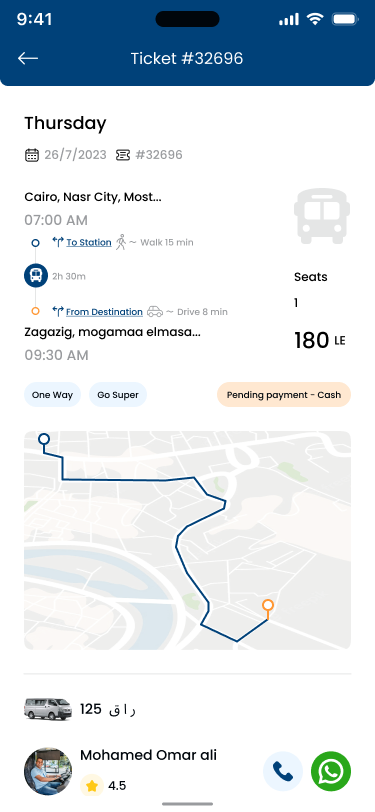 9:41
Ticket #32696
Thursday
26/7/2023 #32696
Cairo, Nasr City, Most...
07:00 AM
To Station ~ Walk 15 min
2h 30m
From Destination ~ Drive 8 min
Zagazig, mogamaa elmasa...
09:30 AM
Seats
1
180 LE
One Way
Go Super
Pending payment - Cash
125 راق
Mohamed Omar ali
4.5